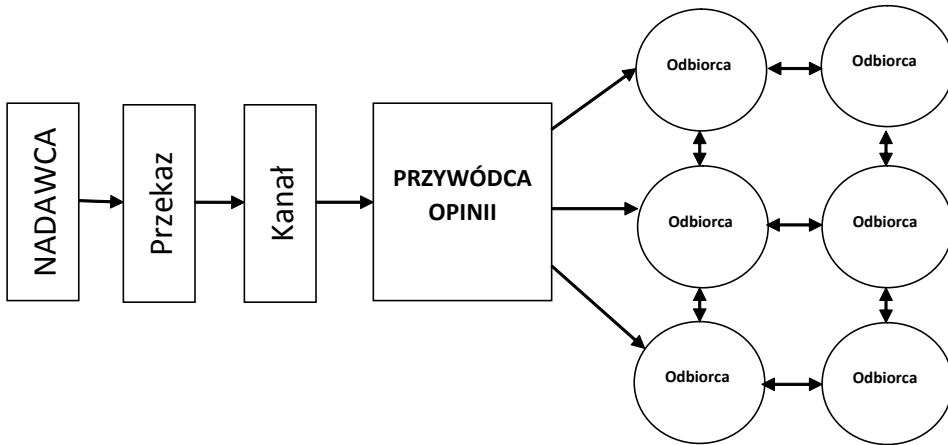 NADAWCA
Przekaz
Kanał
PRZYWÓDCA
OPINII
Odbiorca
Odbiorca
Odbiorca
Odbiorca
Odbiorca
Odbiorca